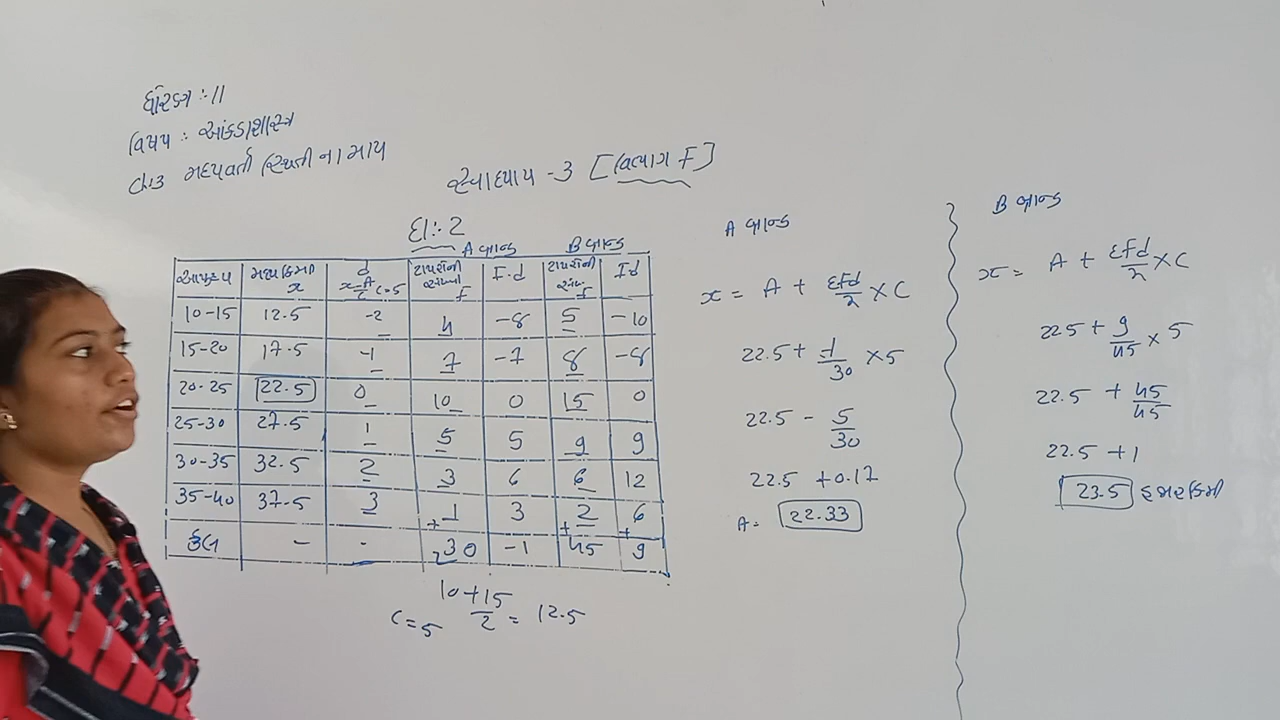 ધોરણ :- 11
વિષય : આંકડાશાસ્ત્ર
ch:3 મધ્યવર્તી સ્થિતી ના માપ
સ્વાધ્યાય - 3 [વિભાગ F]
દા :- 2
A બ્રાન્ડ B બ્રાન્ડ
મધ્ય કિંમત x d x-A/C C=5 ટાયરોની સંખ્યા f F.d ટાયરોની સંખ્યા f Fd
10-15 12.5 -2 4 -8 5 -10
15-20 17.5 -1 7 -7 8 -8
20-25 22.5 0 10 0 15 0
25-30 27.5 1 5 5 9 9
30-35 32.5 2 3 6 6 12
35-40 37.5 3 +1 3 +2 +6
કુલ - - 30 -1 45 9
10+15/2 = 12.5
C=5
A બ્રાન્ડ
x = A + Σfd/n × C
22.5 + -1/30 × 5
22.5 - 5/30
22.5 + 0.17
A = 22.33
B બ્રાન્ડ
x = A + Σfd/n × C
22.5 + 9/45 × 5
22.5 + 45/45
22.5 + 1
23.5 હજાર કિમી